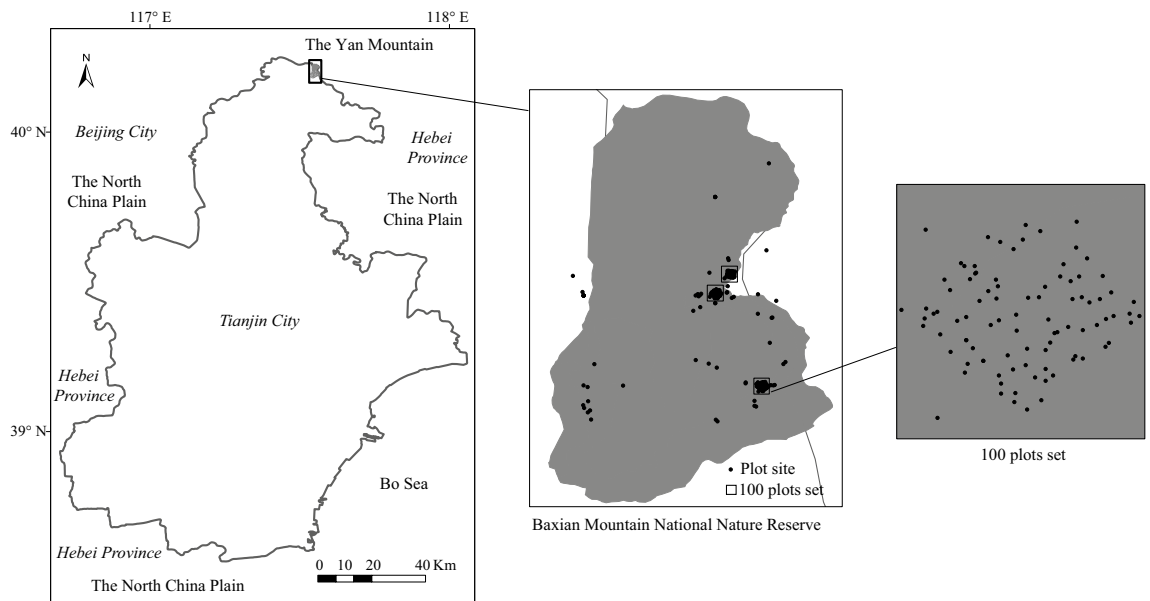 117° E
118° E
The Yan Mountain
N
40° N
Beijing City
Hebei
Province
The North
China Plain
The North
China Plain
Tianjin City
Hebei
Province
39° N
Bo Sea
Hebei Province
The North China Plain
0 10 20 40 Km
Plot site
100 plots set
Baxian Mountain National Nature Reserve
100 plots set